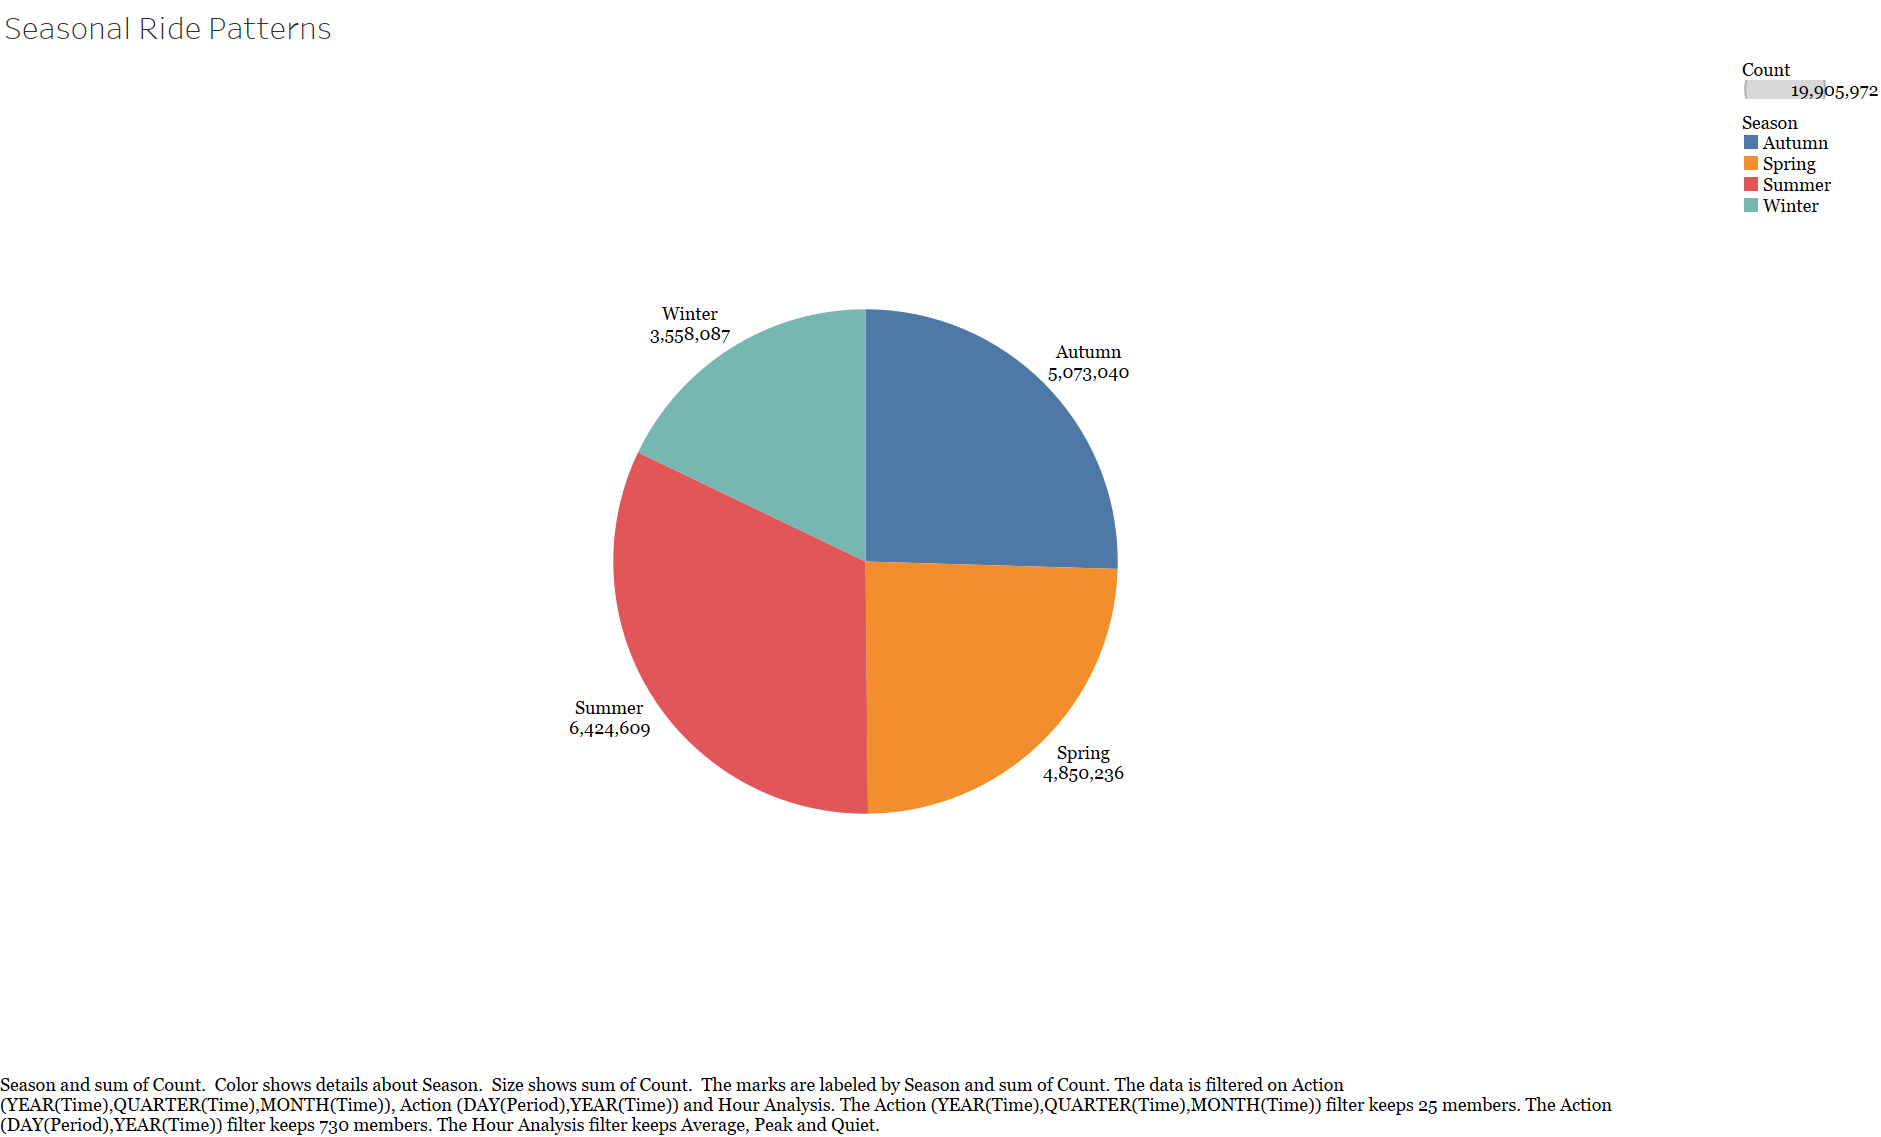 Seasonal Ride Patterns
Count
19,905,972
Season
Autumn
Spring
Summer
Winter
Winter
3,558,087
Autumn
5,073,040
Summer
6,424,609
Spring
4,850,236
Season and sum of Count.  Color shows details about Season.  Size shows sum of Count.  The marks are labeled by Season and sum of Count. The data is filtered on Action
(YEAR(Time),QUARTER(Time),MONTH(Time)), Action (DAY(Period),YEAR(Time)) and Hour Analysis. The Action (YEAR(Time),QUARTER(Time),MONTH(Time)) filter keeps 25 members. The Action
(DAY(Period),YEAR(Time)) filter keeps 730 members. The Hour Analysis filter keeps Average, Peak and Quiet.